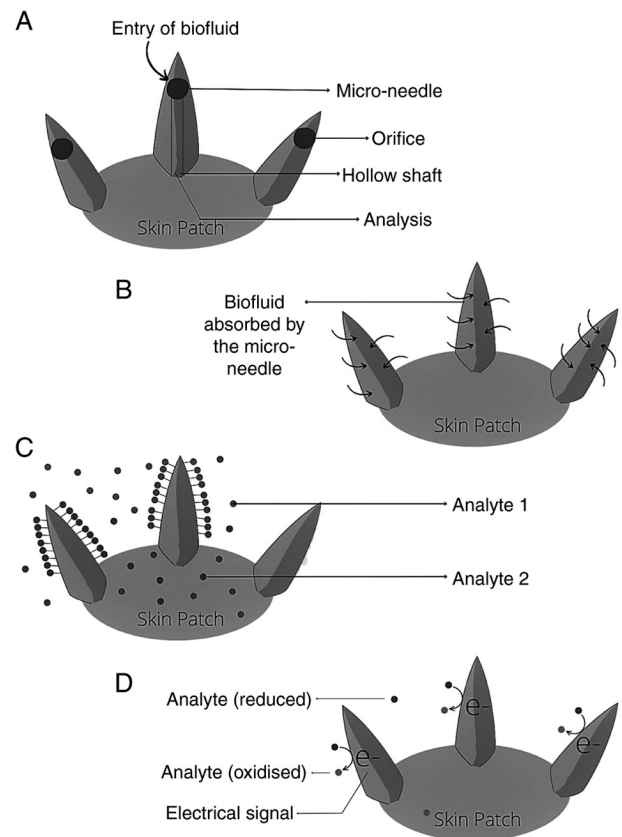 A
Entry of biofluid
Micro-needle
Orifice
Hollow shaft
Analysis
Skin Patch
B
Biofluid
absorbed by
the micro-
needle
Skin Patch
C
Analyte 1
Analyte 2
Skin Patch
D
Analyte (reduced)
e-
e-
e-
Analyte (oxidised)
Electrical signal
Skin Patch